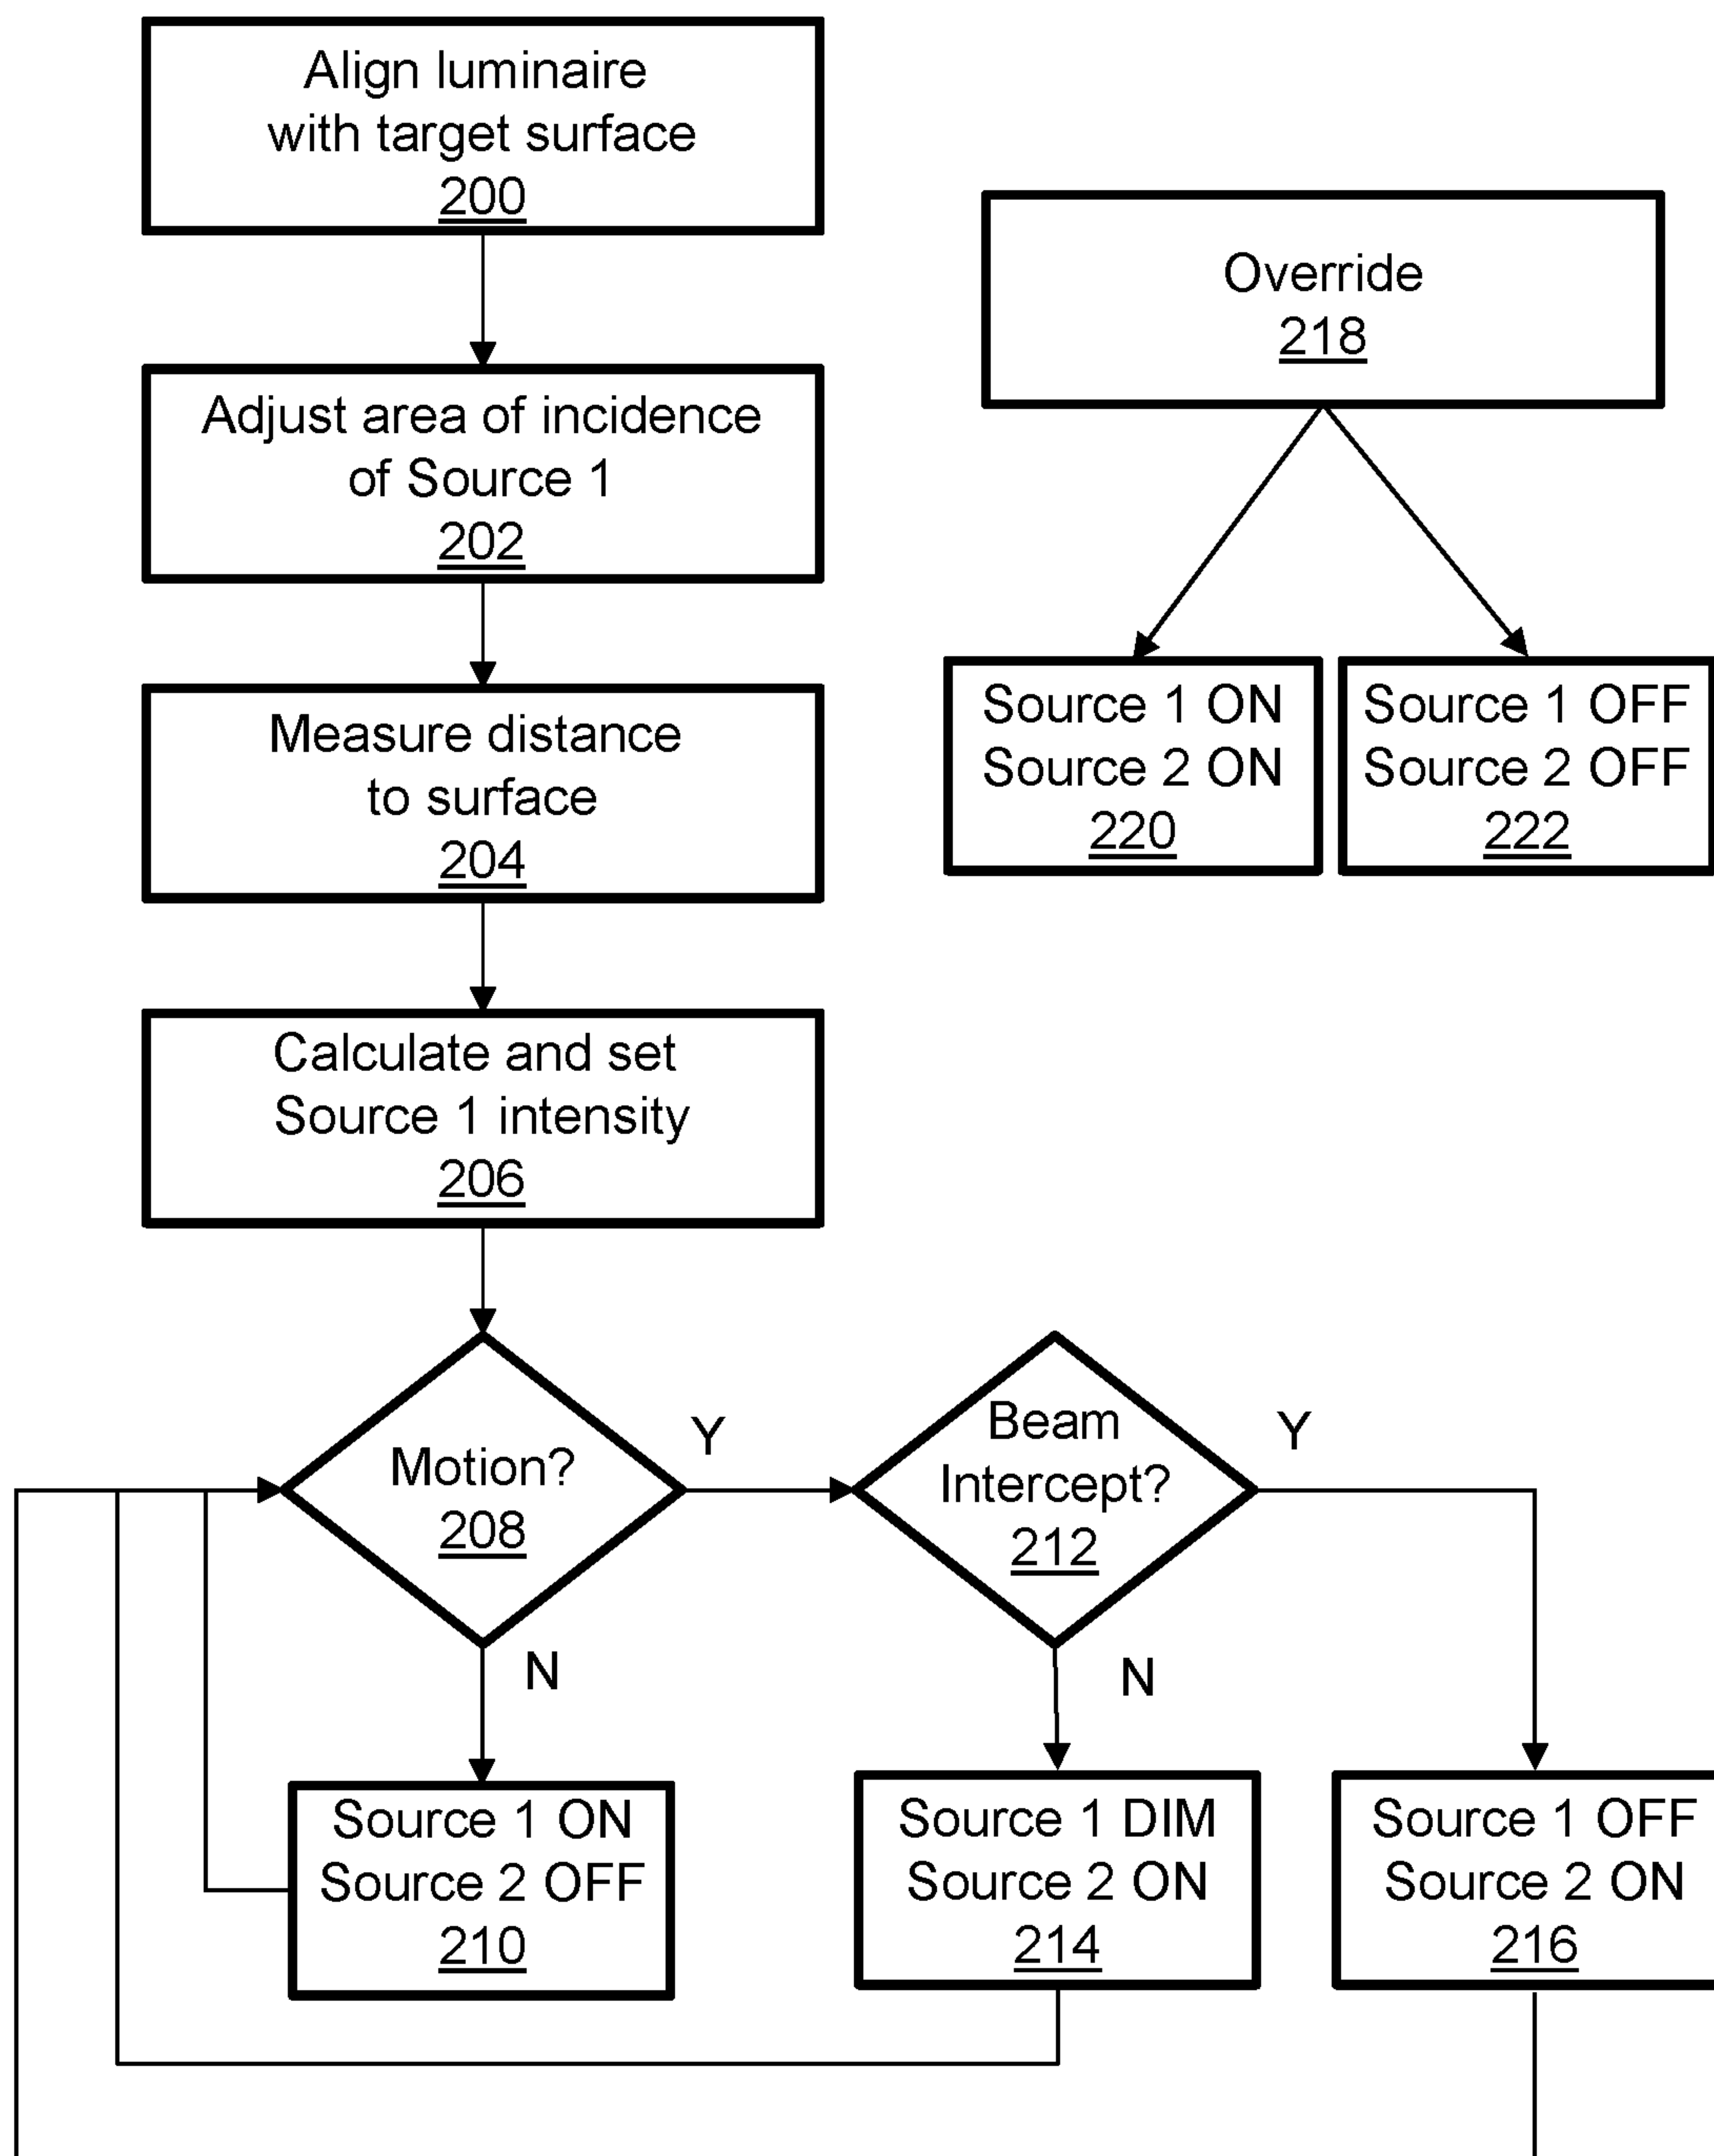 Align luminaire
with target surface
200
Override
218
Adjust area of incidence
of Source 1
202
Measure distance
to surface
204
Source 1 ON
Source 2 ON
220
Source 1 OFF
Source 2 OFF
222
Calculate and set
Source 1 intensity
206
Motion?
208
Y
N
Beam
Intercept?
212
Y
N
Source 1 ON
Source 2 OFF
210
Source 1 DIM
Source 2 ON
214
Source 1 OFF
Source 2 ON
216